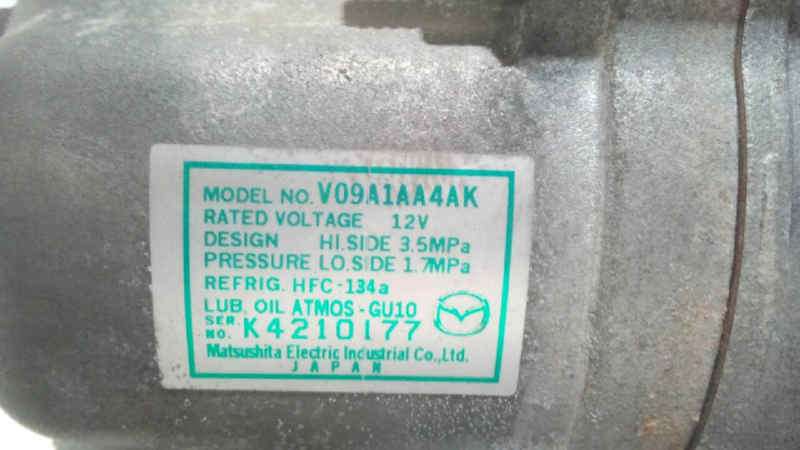 MODEL NO. V09A1AA4AK
RATED VOLTAGE 12V
DESIGN HI.SIDE 3.5MPa
PRESSURE LO.SIDE 1.7MPa
REFRIG. HFC-134a
LUB. OIL ATMOS-GU10
SER. NO. K4210177
Matsushita Electric Industrial Co., Ltd.
JAPAN